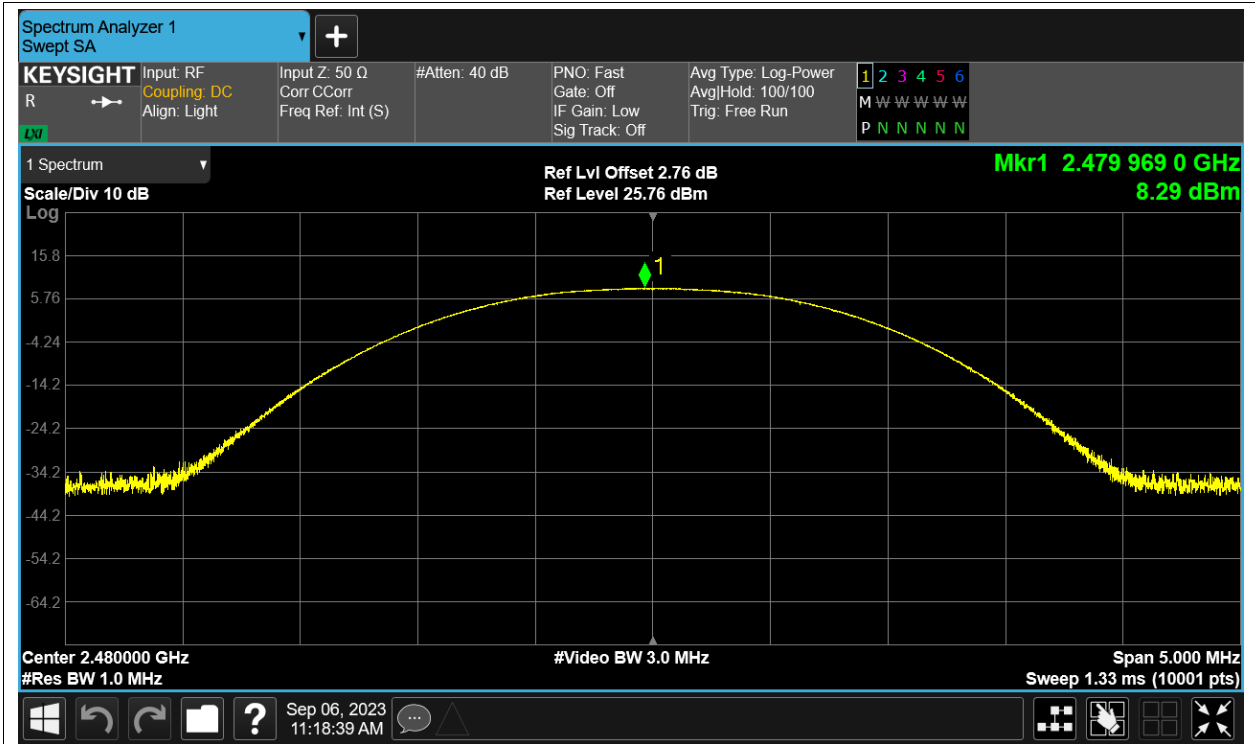 Spectrum Analyzer 1
Swept SA
KEYSIGHT
R
LXI
Input: RF
Coupling: DC
Align: Light
Input Z: 50 Ω
Corr CCorr
Freq Ref: Int (S)
#Atten: 40 dB
PNO: Fast
Gate: Off
IF Gain: Low
Sig Track: Off
Avg Type: Log-Power
Avg|Hold: 100/100
Trig: Free Run
1 2 3 4 5 6
M W W W W W
P N N N N N
1 Spectrum
Scale/Div 10 dB
Log
Ref Lvl Offset 2.76 dB
Ref Level 25.76 dBm
Mkr1 2.479 969 0 GHz
8.29 dBm
1
15.8
5.76
-4.24
-14.2
-24.2
-34.2
-44.2
-54.2
-64.2
Center 2.480000 GHz
#Res BW 1.0 MHz
#Video BW 3.0 MHz
Span 5.000 MHz
Sweep 1.33 ms (10001 pts)
?
Sep 06, 2023
11:18:39 AM